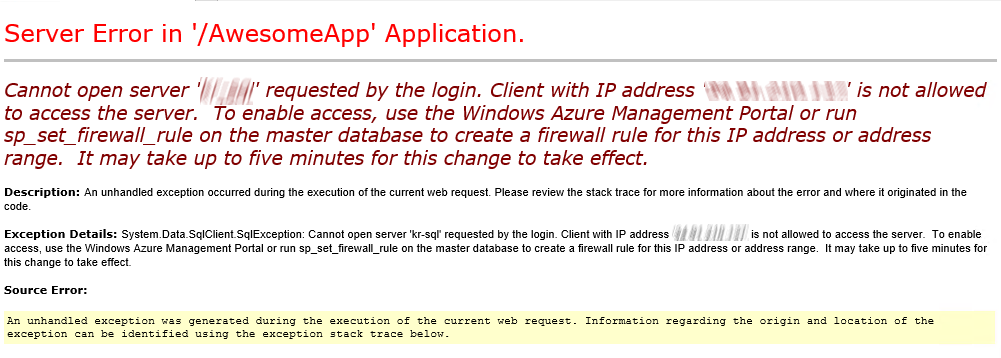 Server Error in '/AwesomeApp' Application.
Cannot open server '' requested by the login. Client with IP address '' is not allowed
to access the server.  To enable access, use the Windows Azure Management Portal or run
sp_set_firewall_rule on the master database to create a firewall rule for this IP address or address
range.  It may take up to five minutes for this change to take effect.
Description: An unhandled exception occurred during the execution of the current web request. Please review the stack trace for more information about the error and where it originated in the
code.
Exception Details: System.Data.SqlClient.SqlException: Cannot open server 'kr-sql' requested by the login. Client with IP address is not allowed to access the server.  To enable
access, use the Windows Azure Management Portal or run sp_set_firewall_rule on the master database to create a firewall rule for this IP address or address range.  It may take up to five minutes for
this change to take effect.
Source Error:
An unhandled exception was generated during the execution of the current web request. Information regarding the origin and location of the
exception can be identified using the exception stack trace below.